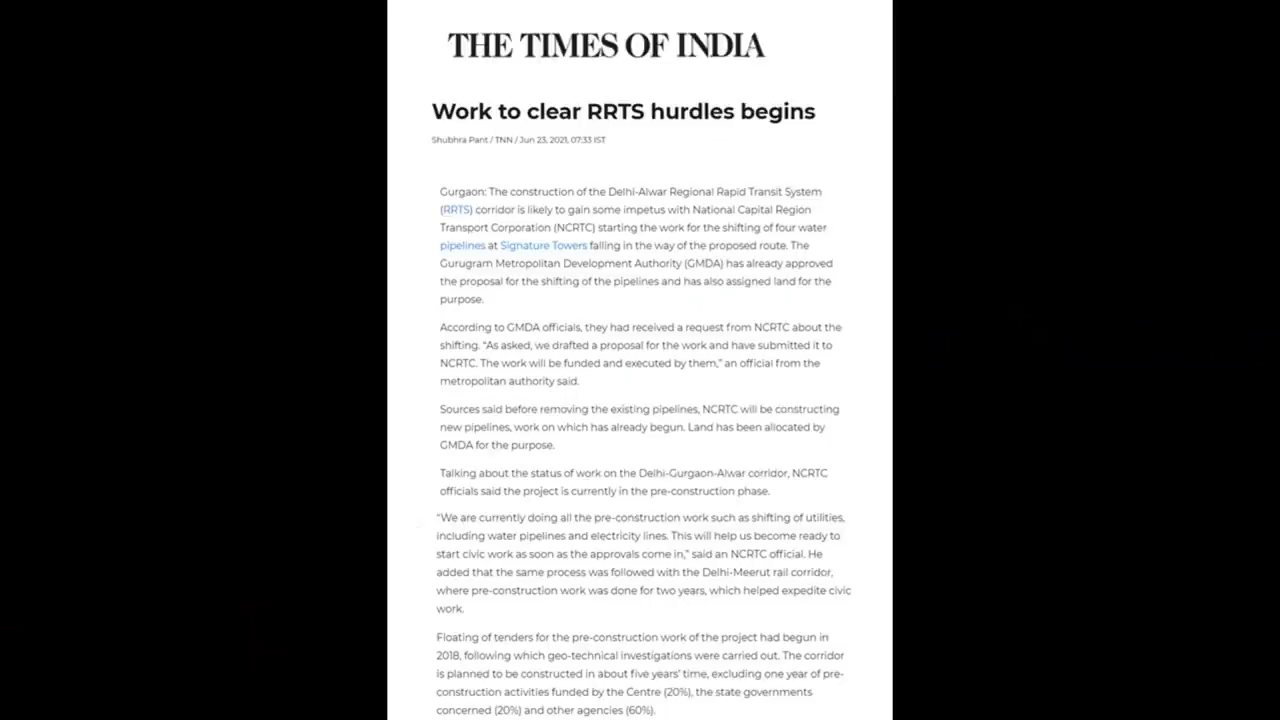 THE TIMES OF INDIA
Work to clear RRTS hurdles begins
Shubhra Pant / TNN / Jun 23, 2021, 07:33 IST
Gurgaon: The construction of the Delhi-Alwar Regional Rapid Transit System
(RRTS) corridor is likely to gain some impetus with National Capital Region
Transport Corporation (NCRTC) starting the work for the shifting of four water
pipelines at Signature Towers falling in the way of the proposed route. The
Gurugram Metropolitan Development Authority (GMDA) has already approved
the proposal for the shifting of the pipelines and has also assigned land for the
purpose.
According to GMDA officials, they had received a request from NCRTC about the
shifting. “As asked, we drafted a proposal for the work and have submitted it to
NCRTC. The work will be funded and executed by them,” an official from the
metropolitan authority said.
Sources said before removing the existing pipelines, NCRTC will be constructing
new pipelines, work on which has already begun. Land has been allocated by
GMDA for the purpose.
Talking about the status of work on the Delhi-Gurgaon-Alwar corridor, NCRTC
officials said the project is currently in the pre-construction phase.
“We are currently doing all the pre-construction work such as shifting of utilities,
including water pipelines and electricity lines. This will help us become ready to
start civic work as soon as the approvals come in,” said an NCRTC official. He
added that the same process was followed with the Delhi-Meerut rail corridor,
where pre-construction work was done for two years, which helped expedite civic
work.
Floating of tenders for the pre-construction work of the project had begun in
2018, following which geo-technical investigations were carried out. The corridor
is planned to be constructed in about five years’ time, excluding one year of pre-
construction activities funded by the Centre (20%), the state governments
concerned (20%) and other agencies (60%).